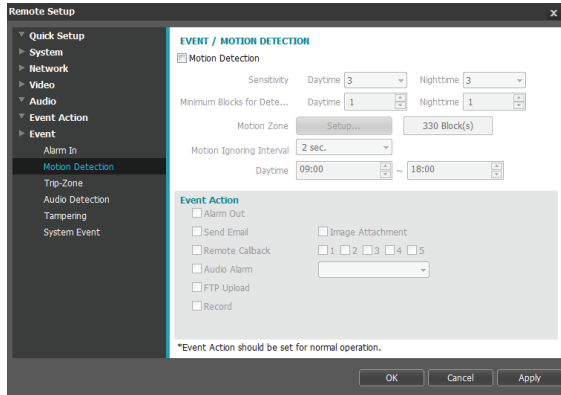 Remote Setup x
Quick Setup
System
Network
Video
Audio
Event Action
Event
Alarm In
Motion Detection
Trip-Zone
Audio Detection
Tampering
System Event
EVENT / MOTION DETECTION
Motion Detection
Sensitivity Daytime 3 Nighttime 3
Minimum Blocks for Dete... Daytime 1 Nighttime 1
Motion Zone Setup... 330 Block(s)
Motion Ignoring Interval 2 sec.
Daytime 09:00 ~ 18:00
Event Action
Alarm Out
Send Email Image Attachment
Remote Callback 1 2 3 4 5
Audio Alarm
FTP Upload
Record
*Event Action should be set for normal operation.
OK Cancel Apply